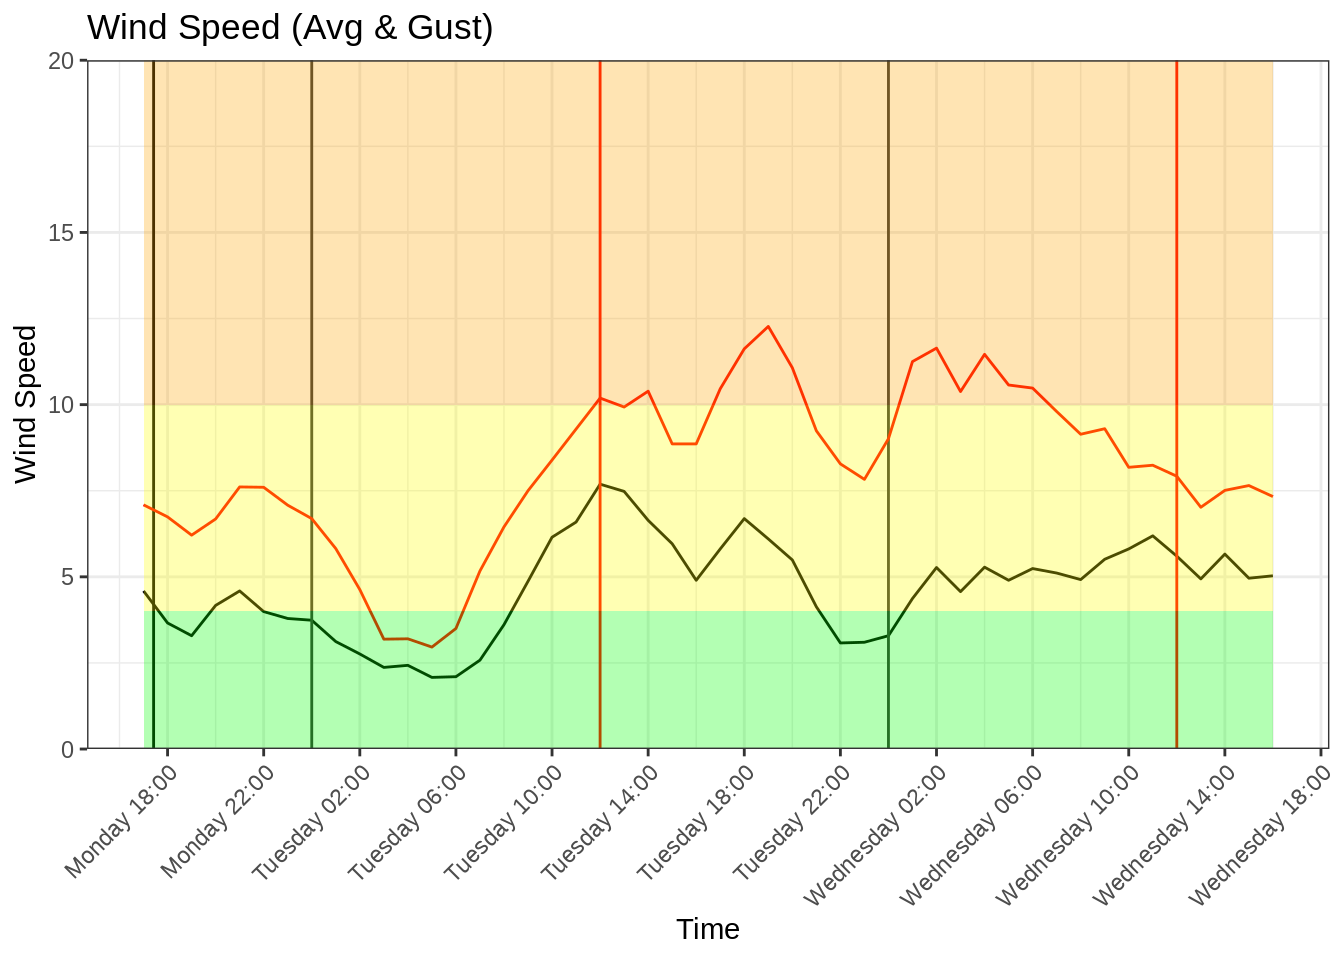 Wind Speed (Avg & Gust)
Wind Speed
20
15
10
5
0
Monday 18:00
Monday 22:00
Tuesday 02:00
Tuesday 06:00
Tuesday 10:00
Tuesday 14:00
Tuesday 18:00
Tuesday 22:00
Wednesday 02:00
Wednesday 06:00
Wednesday 10:00
Wednesday 14:00
Wednesday 18:00
Time